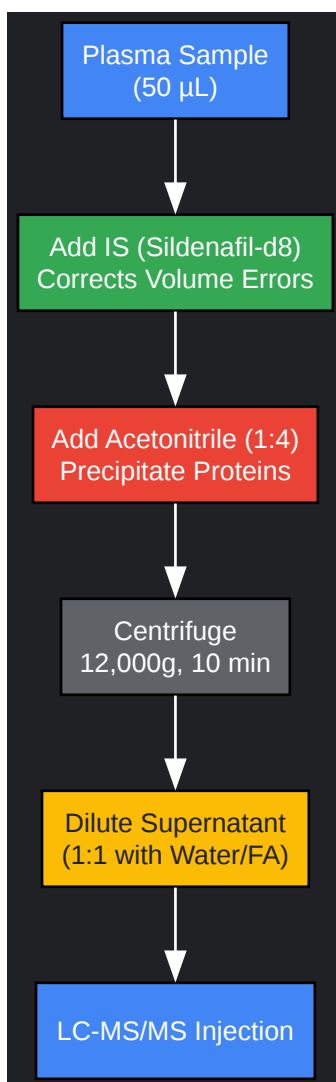 Plasma Sample
(50 µL)
Add IS (Sildenafil-d8)
Corrects Volume Errors
Add Acetonitrile (1:4)
Precipitate Proteins
Centrifuge
12,000g, 10 min
Dilute Supernatant
(1:1 with Water/FA)
LC-MS/MS Injection